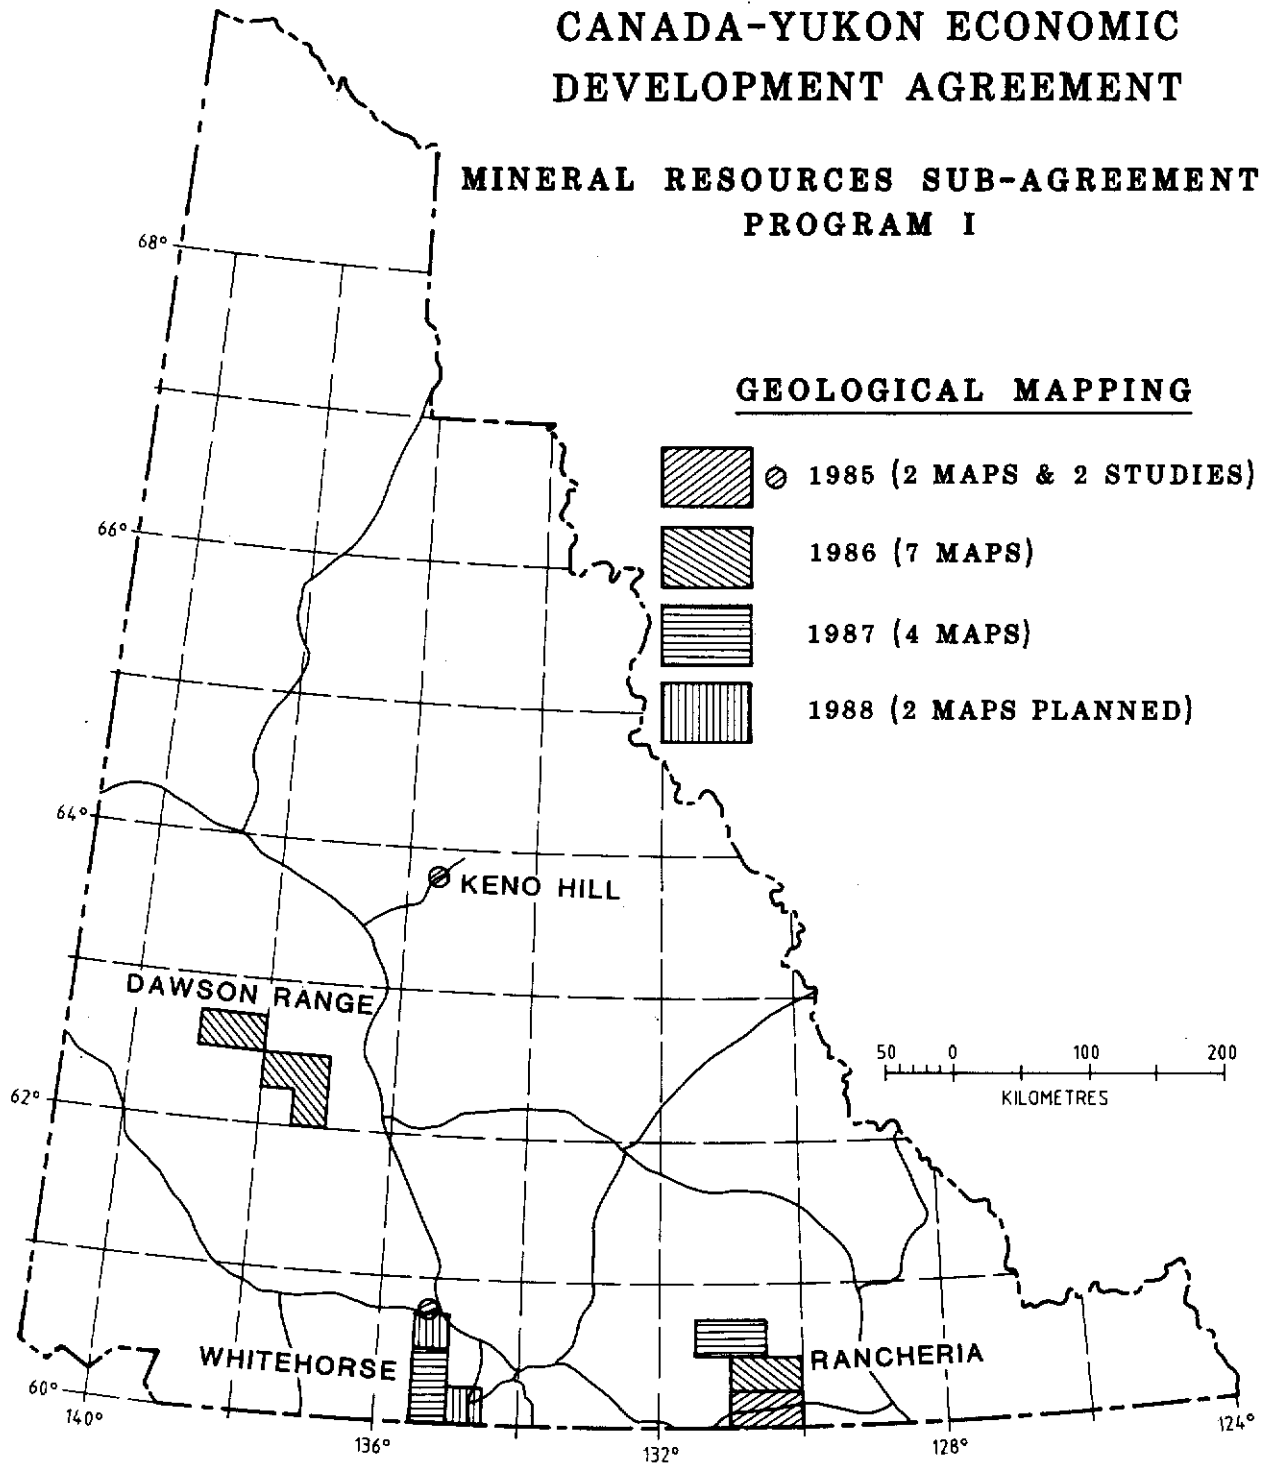 CANADA-YUKON ECONOMIC
DEVELOPMENT AGREEMENT
MINERAL RESOURCES SUB-AGREEMENT
PROGRAM I
68°
GEOLOGICAL MAPPING
1985 (2 MAPS & 2 STUDIES)
66°
1986 (7 MAPS)
1987 (4 MAPS)
1988 (2 MAPS PLANNED)
64°
KENO HILL
DAWSON RANGE
50 0 100 200
KILOMETRES
62°
WHITEHORSE
RANCHERIA
60°
140°
136°
132°
128°
124°